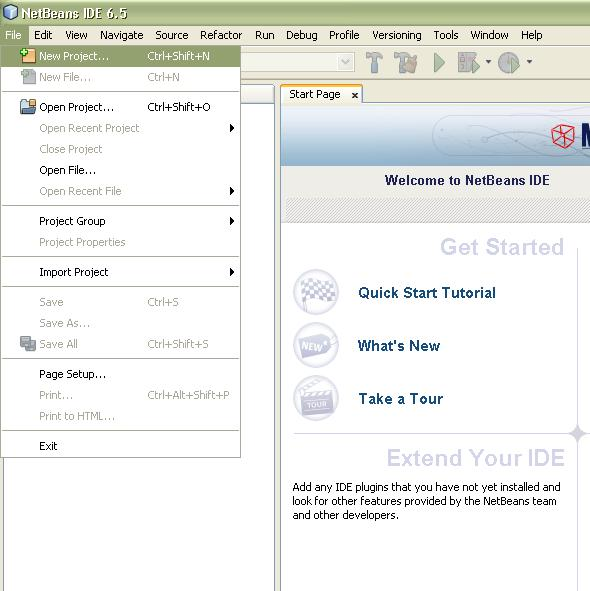 NetBeans IDE 6.5
File Edit View Navigate Source Refactor Run Debug Profile Versioning Tools Window Help
New Project... Ctrl+Shift+N
New File... Ctrl+N
Open Project... Ctrl+Shift+O
Open Recent Project
Close Project
Open File...
Open Recent File
Project Group
Project Properties
Import Project
Save Ctrl+S
Save As...
Save All Ctrl+Shift+S
Page Setup...
Print... Ctrl+Alt+Shift+P
Print to HTML...
Exit
Start Page x
Welcome to NetBeans IDE
Get Started
Quick Start Tutorial
NEW
What's New
TOUR
Take a Tour
Extend Your IDE
Add any IDE plugins that you have not yet installed and
look for other features provided by the NetBeans team
and other developers.